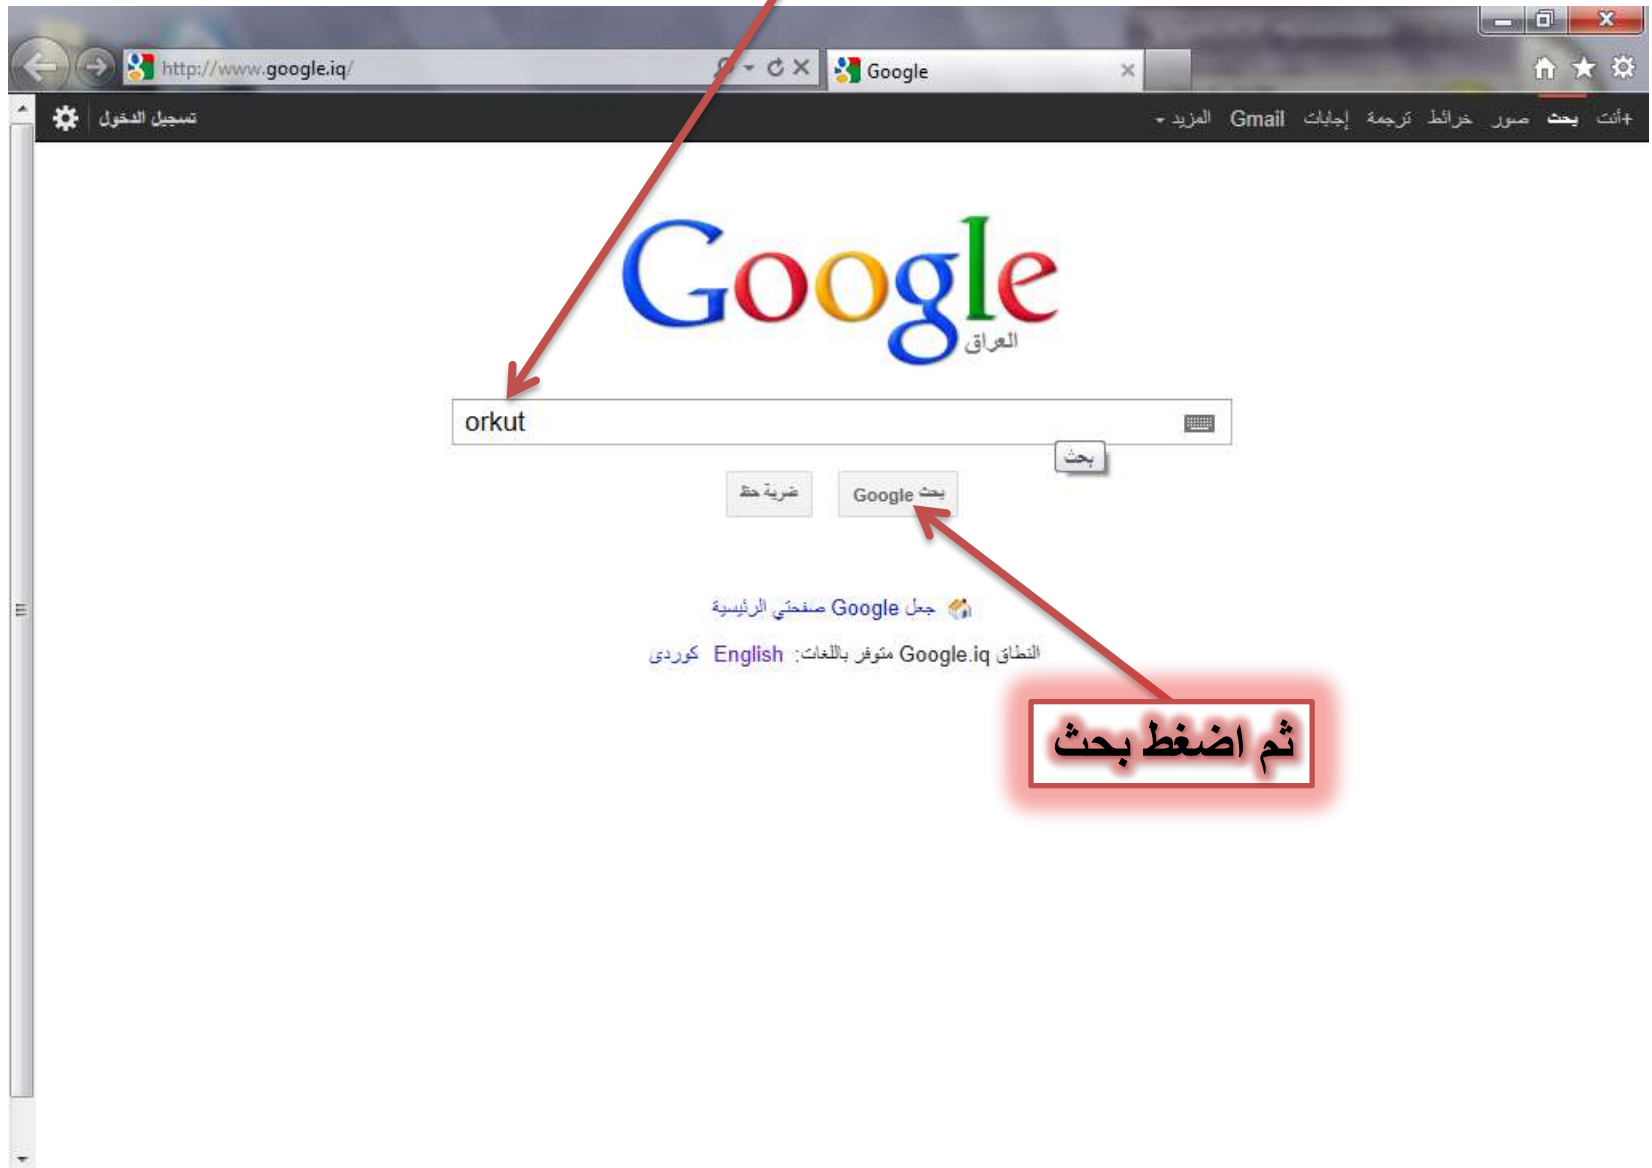 http://www.google.iq/
Google
+أنت بحث صور خرائط ترجمة إجابات Gmail المزيد
تسجيل الدخول
Google
العراق
orkut
بحث
بحث Google ضربة حظ
جعل Google صفحتي الرئيسية
النطاق Google.iq متوفر باللغات: English كوردى
ثم اضغط بحث